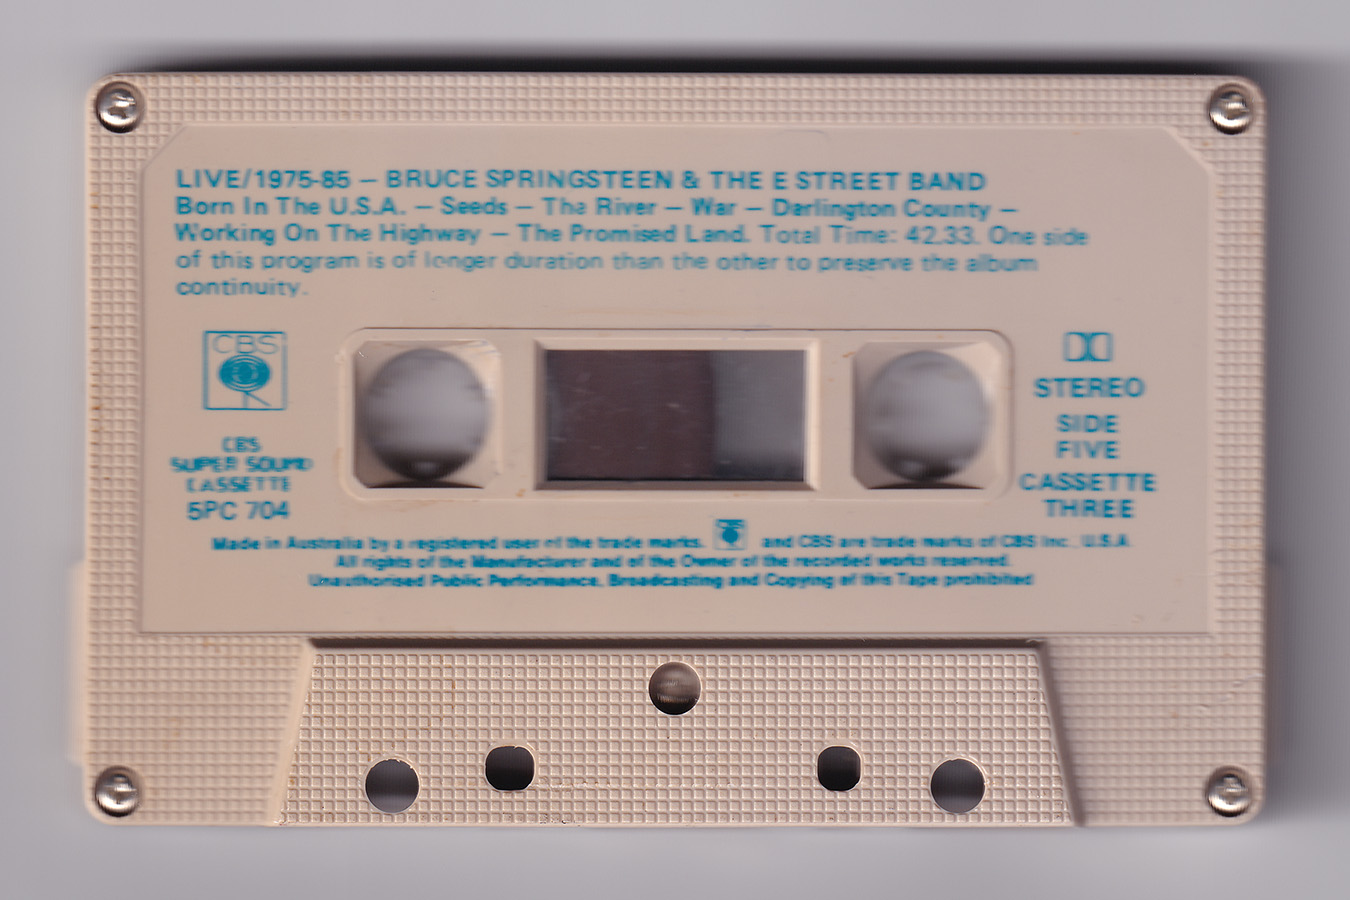 LIVE/1975-85 – BRUCE SPRINGSTEEN & THE E STREET BAND
Born In The U.S.A. – Seeds – The River – War – Darlington County –
Working On The Highway – The Promised Land. Total Time: 42.33. One side
of this program is of longer duration than the other to preserve the album
continuity.
CBS
CBS
SUPER SOUND
CASSETTE
5PC 704
STEREO
SIDE
FIVE
CASSETTE
THREE
Made in Australia by a registered user of the trade marks. CBS and CBS are trade marks of CBS Inc., U.S.A
All rights of the Manufacturer and of the Owner of the recorded works reserved.
Unauthorised Public Performance, Broadcasting and Copying of this Tape prohibited